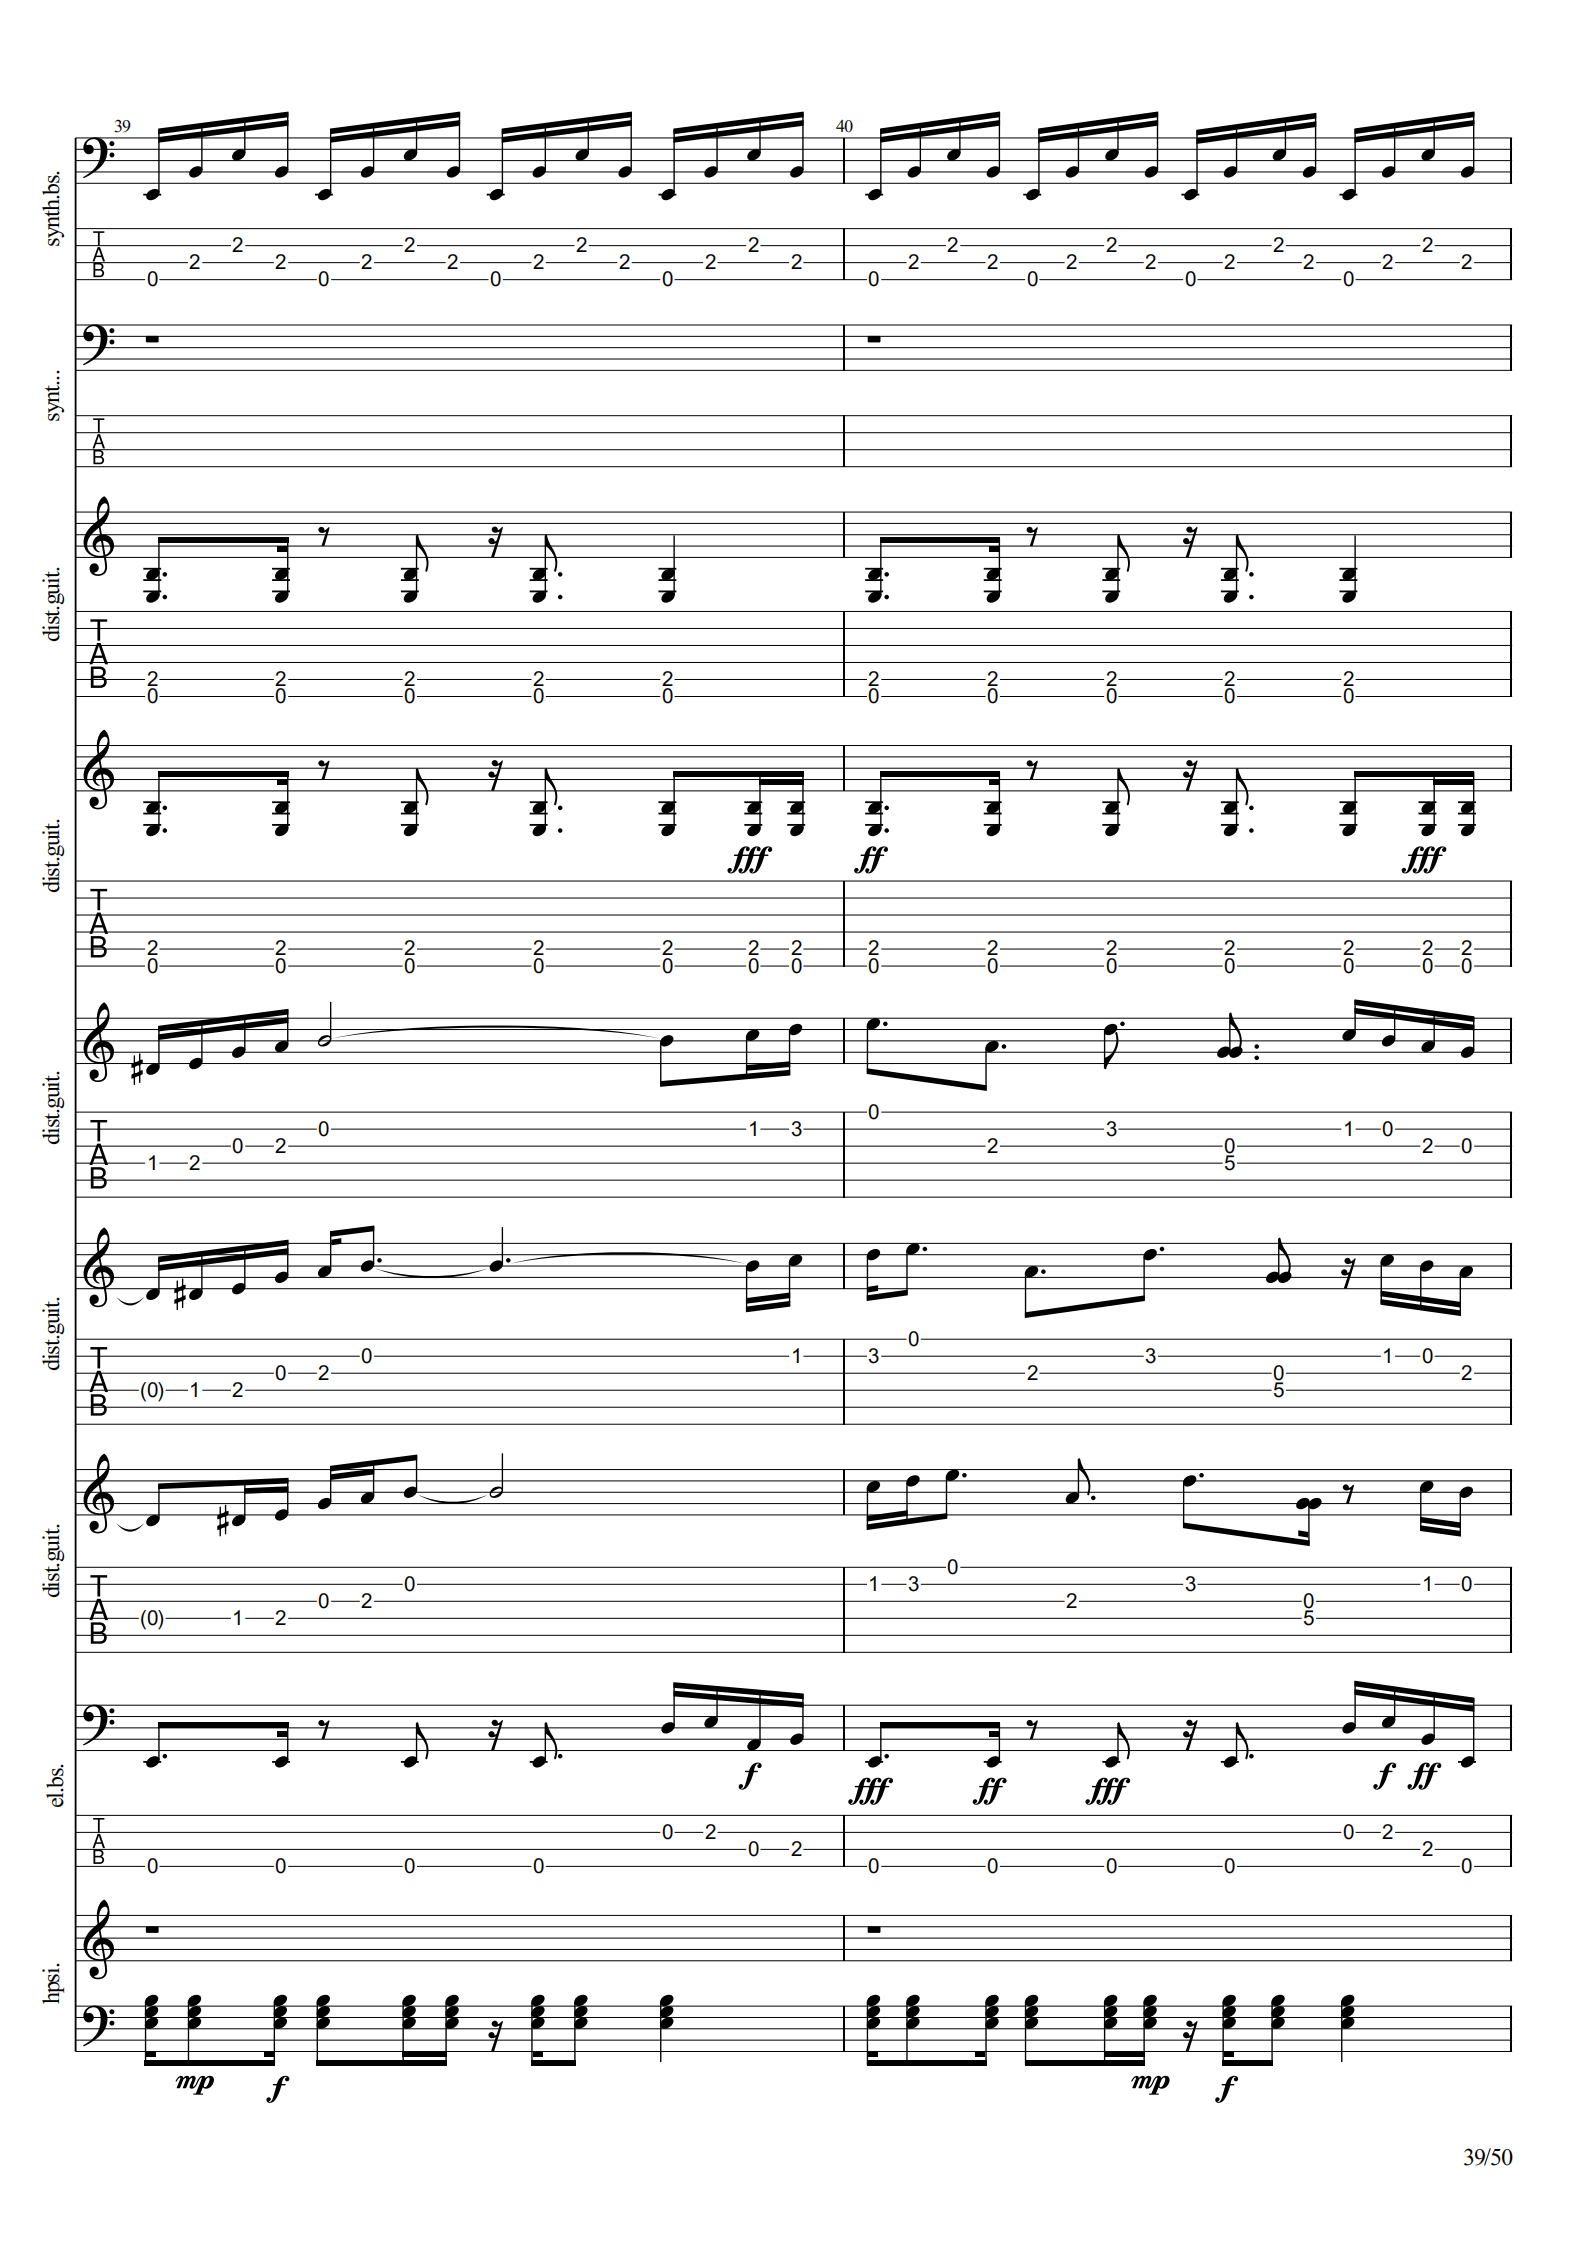 39 40
synth.bs.
T
A
B
0 2 2 2 0 2 2 2 0 2 2 2 0 2 2 2 0 2 2 2 0 2 2 2 0 2 2 2 0 2 2 2
synt...
T
A
B
dist.guit.
T
A
B
2 2 2 2 2 2 2 2 2 2
0 0 0 0 0 0 0 0 0 0
dist.guit.
fff ff fff
T
A
B
2 2 2 2 2 2 2 2 2 2 2 2 2 2
0 0 0 0 0 0 0 0 0 0 0 0 0 0
dist.guit.
T
A
B
1 2 0 2 0 1 3 0 2 3 0 5 1 0 2 0
dist.guit.
T
A
B
(0) 1 2 0 2 0 1 3 0 2 3 0 5 1 0 2
dist.guit.
T
A
B
(0) 1 2 0 2 0 1 3 0 2 3 0 5 1 0
el.bs.
f fff ff fff f ff
T
A
B
0 0 0 0 0 2 0 2 0 0 0 0 0 2 2 0
hpsi.
mp f mp f
39/50